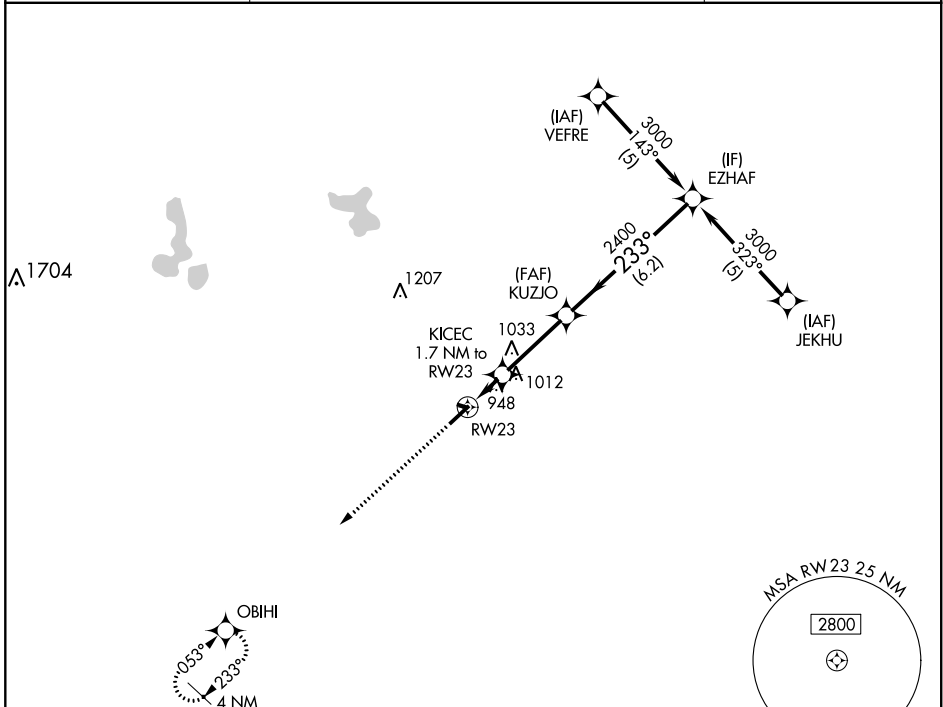 (IAF)
VEFRE
3000
143°
(5)
(IF)
EZHAF
2400
233°
(6.2)
3000
323°
(5)
(IAF)
JEKHU
1704
1207
(FAF)
KUZJO
KICEC
1.7 NM to
RW23
1033
1012
948
RW23
OBIHI
053°
233°
4 NM
MSA RW23 25 NM
2800